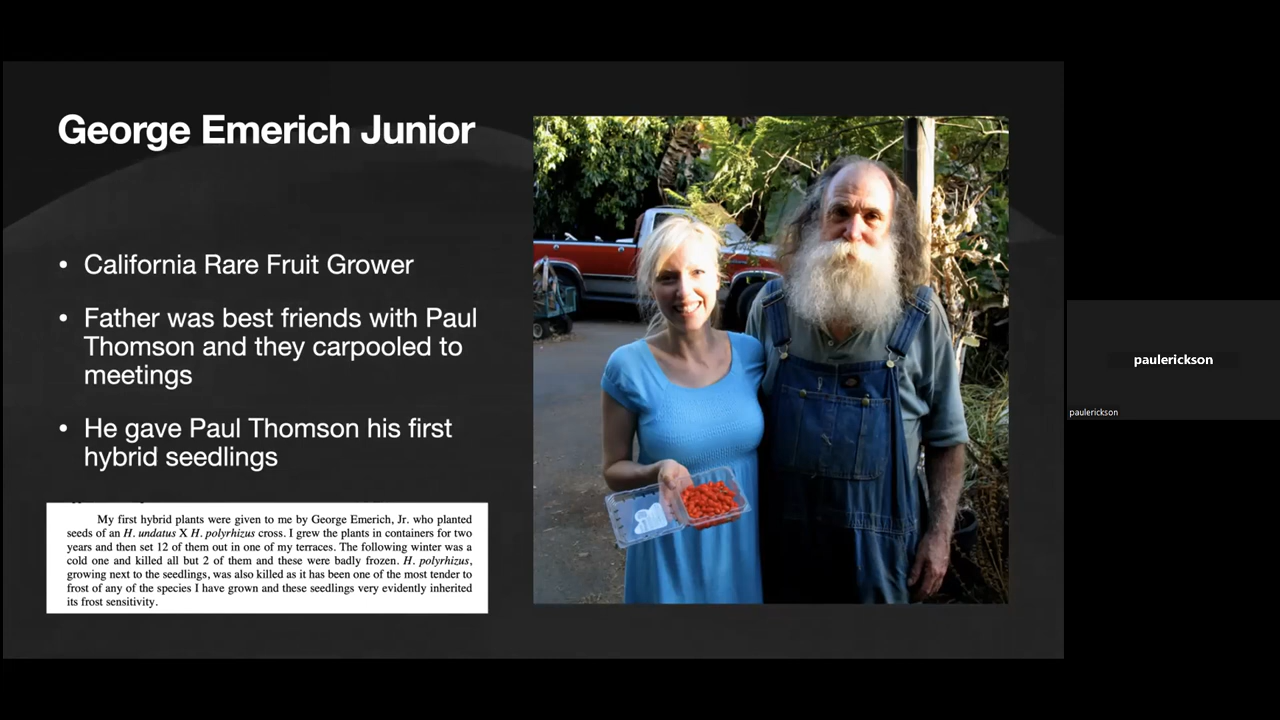 George Emerich Junior
• California Rare Fruit Grower
• Father was best friends with Paul
Thomson and they carpooled to
meetings
• He gave Paul Thomson his first
hybrid seedlings
My first hybrid plants were given to me by George Emerich, Jr. who planted
seeds of an H. undatus X H. polyrhizus cross. I grew the plants in containers for two
years and then set 12 of them out in one of my terraces. The following winter was a
cold one and killed all but 2 of them and these were badly frozen. H. polyrhizus,
growing next to the seedlings, was also killed as it has been one of the most tender to
frost of any of the species I have grown and these seedlings very evidently inherited
its frost sensitivity.
paulerickson
paulerickson